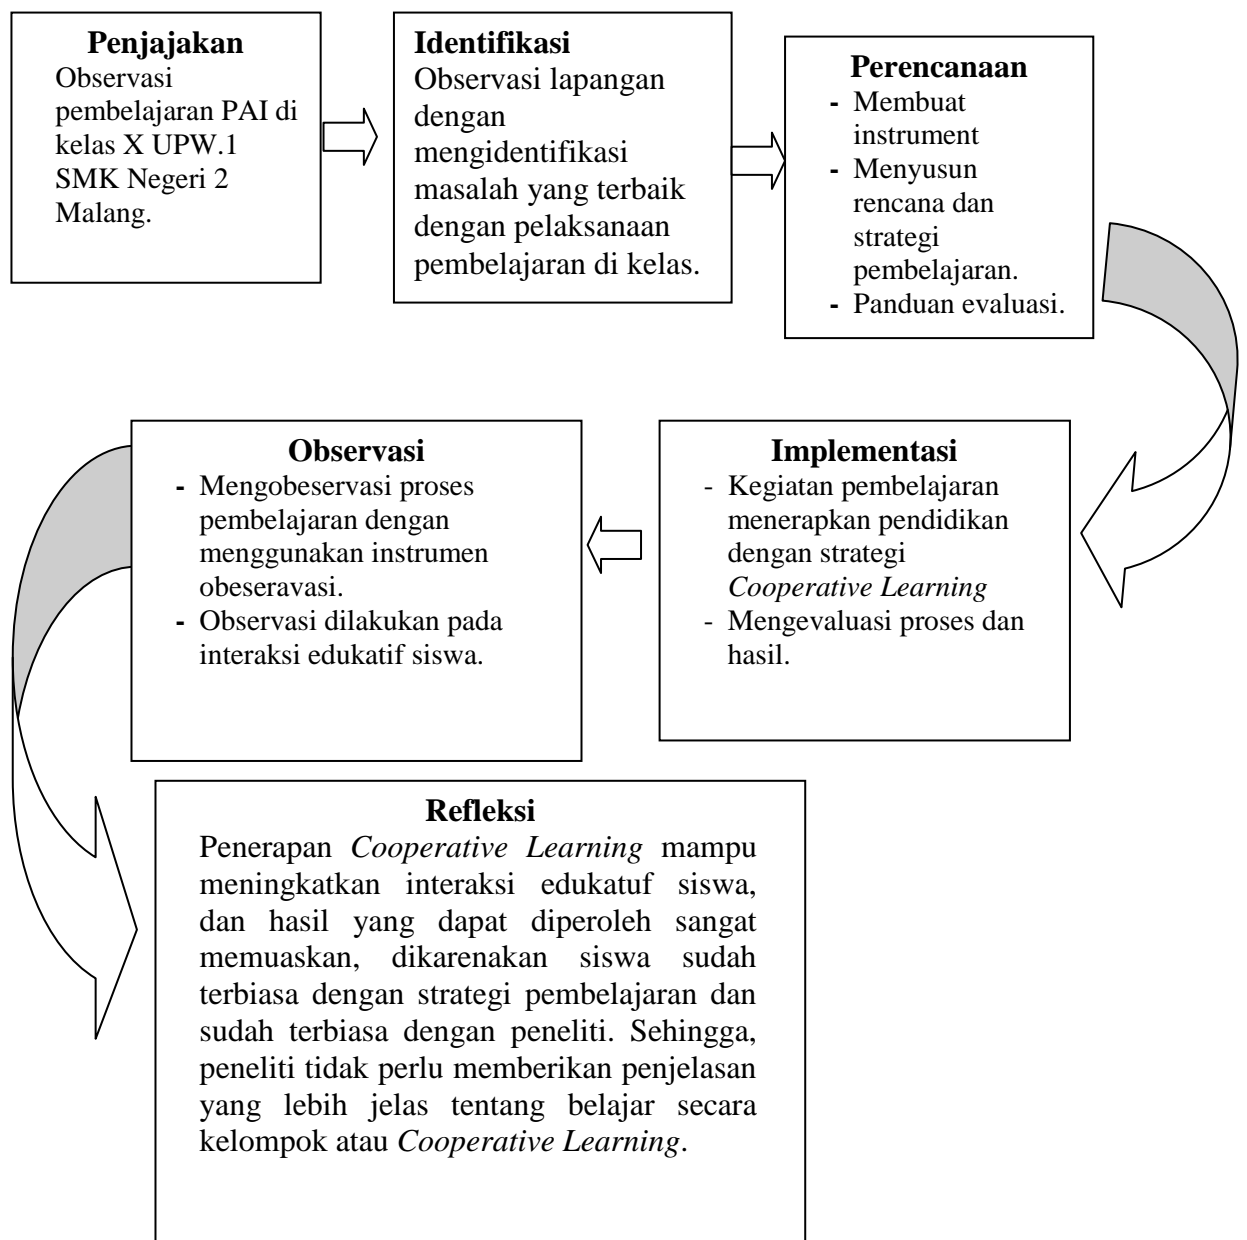 Penjajakan
Observasi
pembelajaran PAI di
kelas X UPW.1
SMK Negeri 2
Malang.
Identifikasi
Observasi lapangan
dengan
mengidentifikasi
masalah yang terbaik
dengan pelaksanaan
pembelajaran di kelas.
Perencanaan
- Membuat
instrument
- Menyusun
rencana dan
strategi
pembelajaran.
- Panduan evaluasi.
Implementasi
- Kegiatan pembelajaran
menerapkan pendidikan
dengan strategi
Cooperative Learning
- Mengevaluasi proses dan
hasil.
Observasi
- Mengobeservasi proses
pembelajaran dengan
menggunakan instrumen
obeseravasi.
- Observasi dilakukan pada
interaksi edukatif siswa.
Refleksi
Penerapan Cooperative Learning mampu
meningkatkan interaksi edukatuf siswa,
dan hasil yang dapat diperoleh sangat
memuaskan, dikarenakan siswa sudah
terbiasa dengan strategi pembelajaran dan
sudah terbiasa dengan peneliti. Sehingga,
peneliti tidak perlu memberikan penjelasan
yang lebih jelas tentang belajar secara
kelompok atau Cooperative Learning.